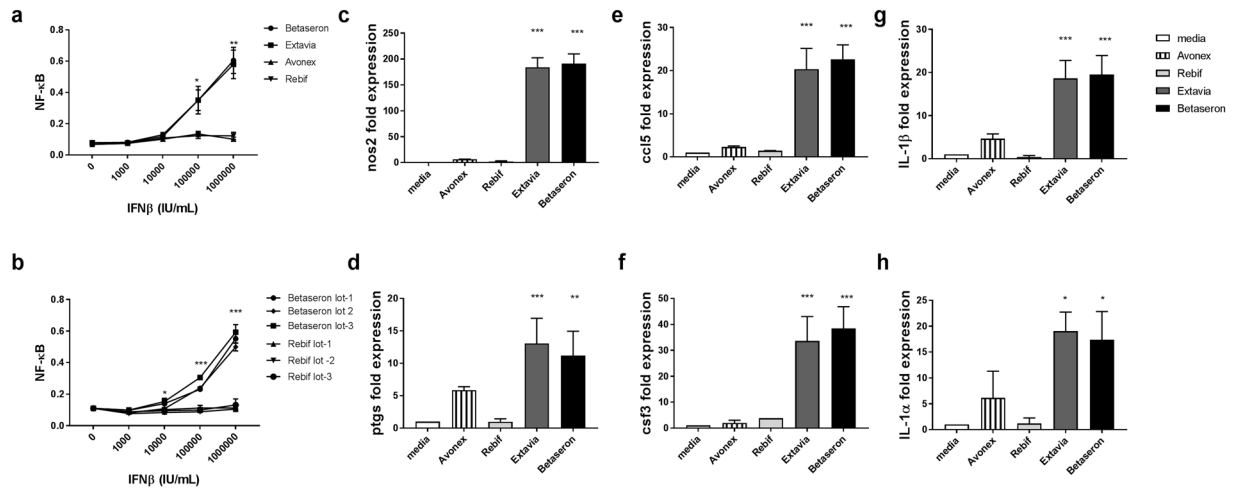 a
0.8
0.6
0.4
0.2
0.0
NF-κB
0
1000
10000
100000
1000000
IFNβ (IU/mL)
Betaseron
Extavia
Avonex
Rebif
*
**
c
250
200
150
100
50
0
nos2 fold expression
***
***
media
Avonex
Rebif
Extavia
Betaseron
e
30
20
10
0
ccl5 fold expression
***
***
media
Avonex
Rebif
Extavia
Betaseron
g
30
20
10
0
IL-1β fold expression
***
***
media
Avonex
Rebif
Extavia
Betaseron
media
Avonex
Rebif
Extavia
Betaseron
b
0.8
0.6
0.4
0.2
0.0
NF-κB
0
1000
10000
100000
1000000
IFNβ (IU/mL)
Betaseron lot-1
Betaseron lot 2
Betaseron lot-3
Rebif lot-1
Rebif lot -2
Rebif lot-3
*
***
***
d
20
15
10
5
0
ptgs fold expression
***
**
media
Avonex
Rebif
Extavia
Betaseron
f
50
40
30
20
10
0
csf3 fold expression
***
***
media
Avonex
Rebif
Extavia
Betaseron
h
25
20
15
10
5
0
IL-1α fold expression
*
*
media
Avonex
Rebif
Extavia
Betaseron